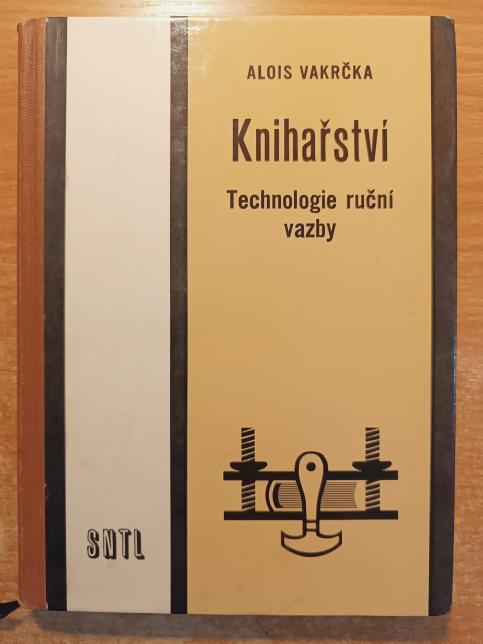 ALOIS VAKRČKA
Knihařství
Technologie ruční
vazby
SNTL